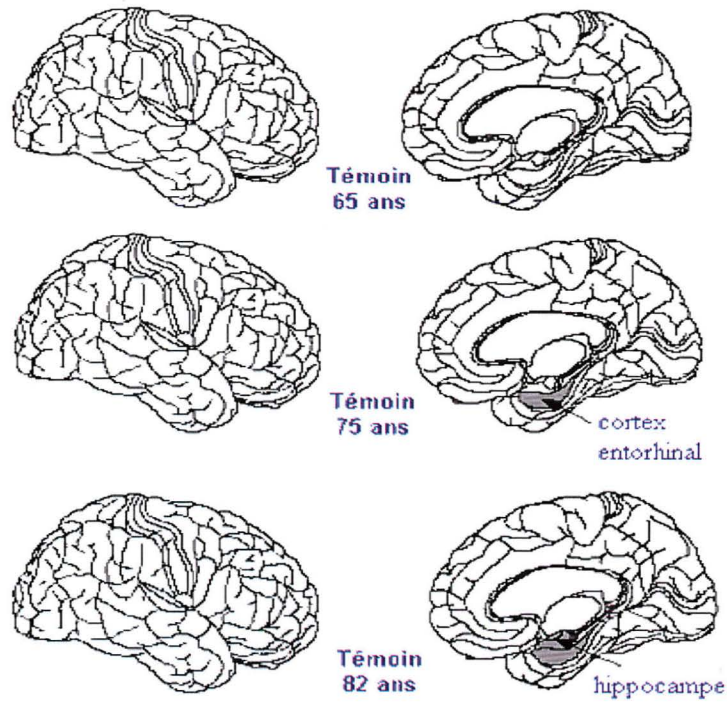 Témoin
65 ans
Témoin
75 ans
cortex
entorhinal
Témoin
82 ans
hippocampe